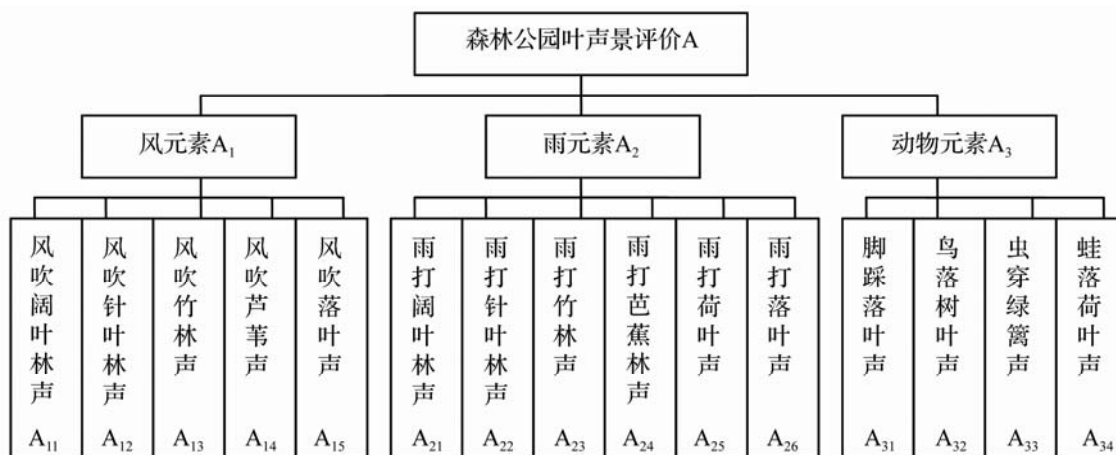 森林公园叶声景评价A
风元素A₁
雨元素A₂
动物元素A₃
风吹阔叶林声 A₁₁
风吹针叶林声 A₁₂
风吹竹林声 A₁₃
风吹芦苇声 A₁₄
风吹落叶声 A₁₅
雨打阔叶林声 A₂₁
雨打针叶林声 A₂₂
雨打竹林声 A₂₃
雨打芭蕉林声 A₂₄
雨打荷叶声 A₂₅
雨打落叶声 A₂₆
脚踩落叶声 A₃₁
鸟落树叶声 A₃₂
虫穿绿篱声 A₃₃
蛙落荷叶声 A₃₄